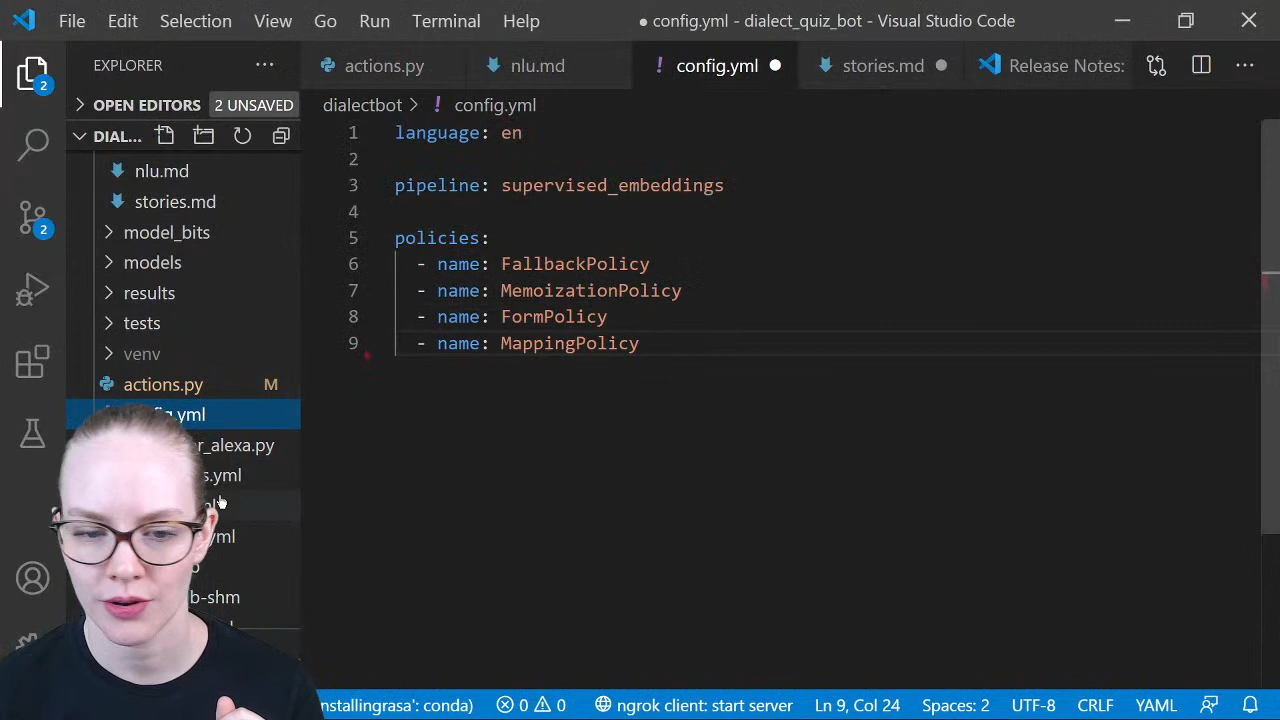 File Edit Selection View Go Run Terminal Help
● config.yml - dialect_quiz_bot - Visual Studio Code
EXPLORER
actions.py
nlu.md
! config.yml
stories.md
Release Notes:
2
OPEN EDITORS 2 UNSAVED
dialectbot > ! config.yml
DIAL...
nlu.md
stories.md
model_bits
models
results
tests
venv
actions.py M
2
1 language: en
2
3 pipeline: supervised_embeddings
4
5 policies:
6 - name: FallbackPolicy
7 - name: MemoizationPolicy
8 - name: FormPolicy
9 - name: MappingPolicy
fig.yml
r_alexa.py
s.yml
yml
b-shm
nstallingrasa': conda)
0 0
ngrok client: start server
Ln 9, Col 24
Spaces: 2
UTF-8
CRLF
YAML